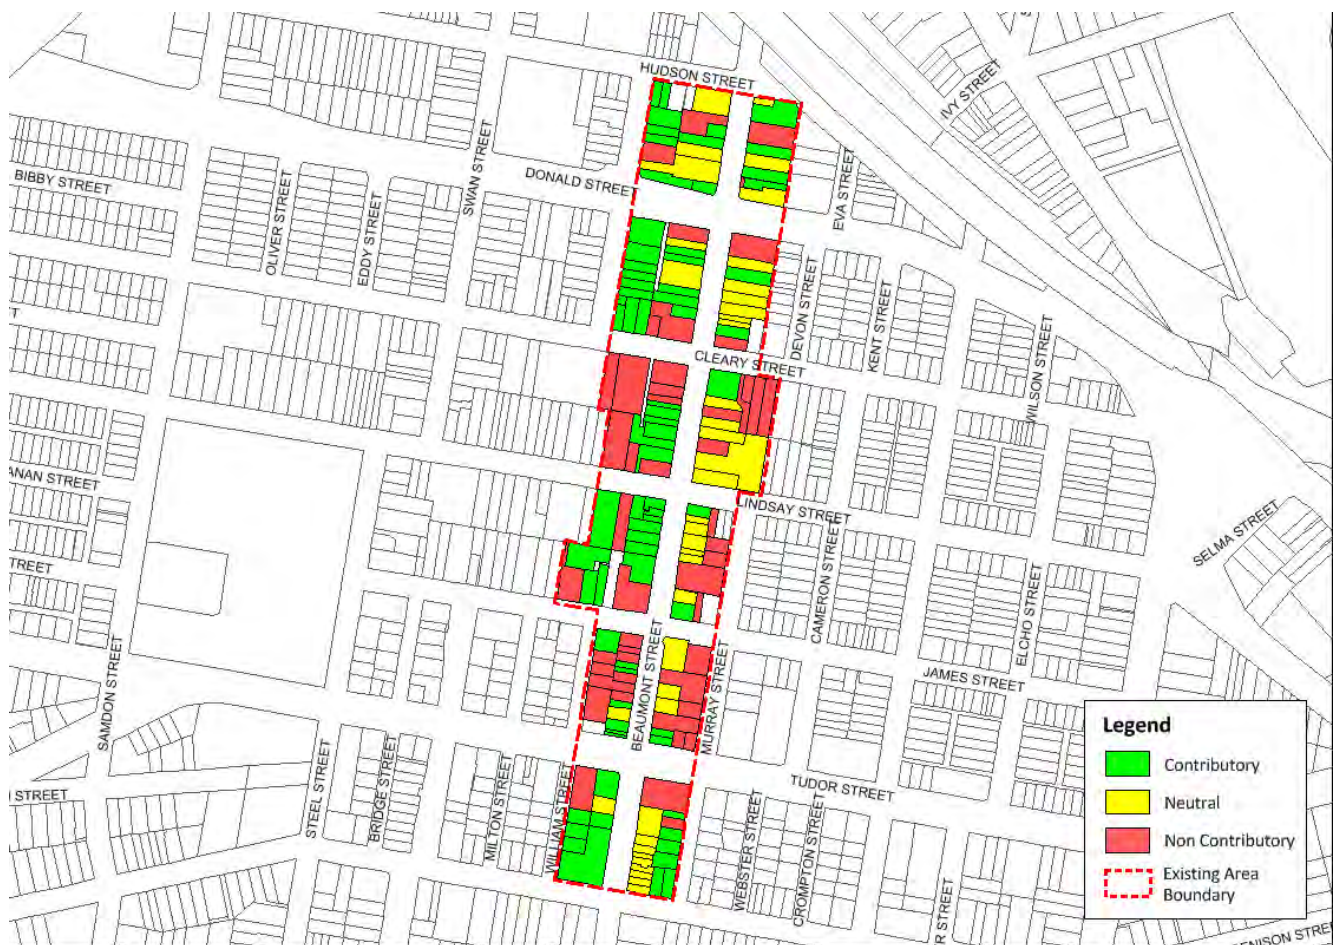 HUDSON STREET
IVY STREET
BIBBY STREET
DONALD STREET
SWAN STREET
OLIVER STREET
EDDY STREET
EVA STREET
DEVON STREET
KENT STREET
WILSON STREET
CLEARY STREET
ANAN STREET
LINDSAY STREET
SELMA STREET
TREET
CAMERON STREET
ELCHO STREET
JAMES STREET
BEAUMONT STREET
MURRAY STREET
SAMDON STREET
TUDOR STREET
STREET
STEEL STREET
BRIDGE STREET
MILTON STREET
WILLIAM STREET
WEBSTER STREET
CROMPTON STREET
R STREET
ENISON STREE
Legend
Contributory
Neutral
Non Contributory
Existing Area
Boundary